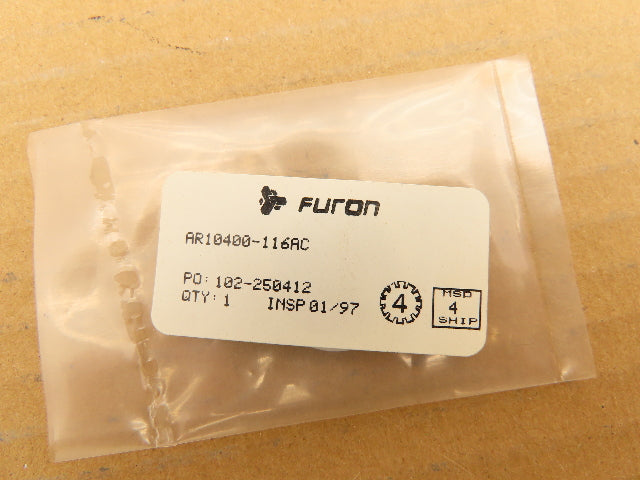 Furon
AR10400-116AC
PO: 102-250412
QTY: 1 INSP 01/97
4
MSD
4
SHIP